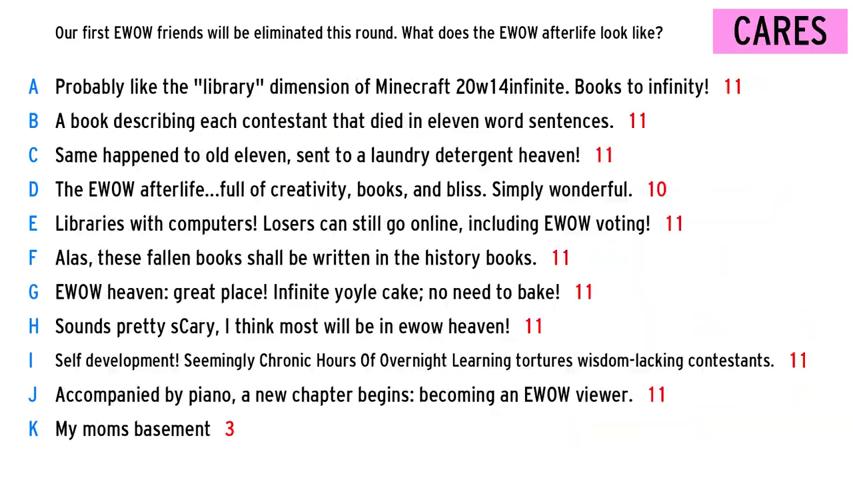 Our first EWOW friends will be eliminated this round. What does the EWOW afterlife look like?
CARES
A Probably like the "library" dimension of Minecraft 20w14infinite. Books to infinity! 11
B A book describing each contestant that died in eleven word sentences. 11
C Same happened to old eleven, sent to a laundry detergent heaven! 11
D The EWOW afterlife...full of creativity, books, and bliss. Simply wonderful. 10
E Libraries with computers! Losers can still go online, including EWOW voting! 11
F Alas, these fallen books shall be written in the history books. 11
G EWOW heaven: great place! Infinite yoyle cake; no need to bake! 11
H Sounds pretty sCary, I think most will be in ewow heaven! 11
I Self development! Seemingly Chronic Hours Of Overnight Learning tortures wisdom-lacking contestants. 11
J Accompanied by piano, a new chapter begins: becoming an EWOW viewer. 11
K My moms basement 3